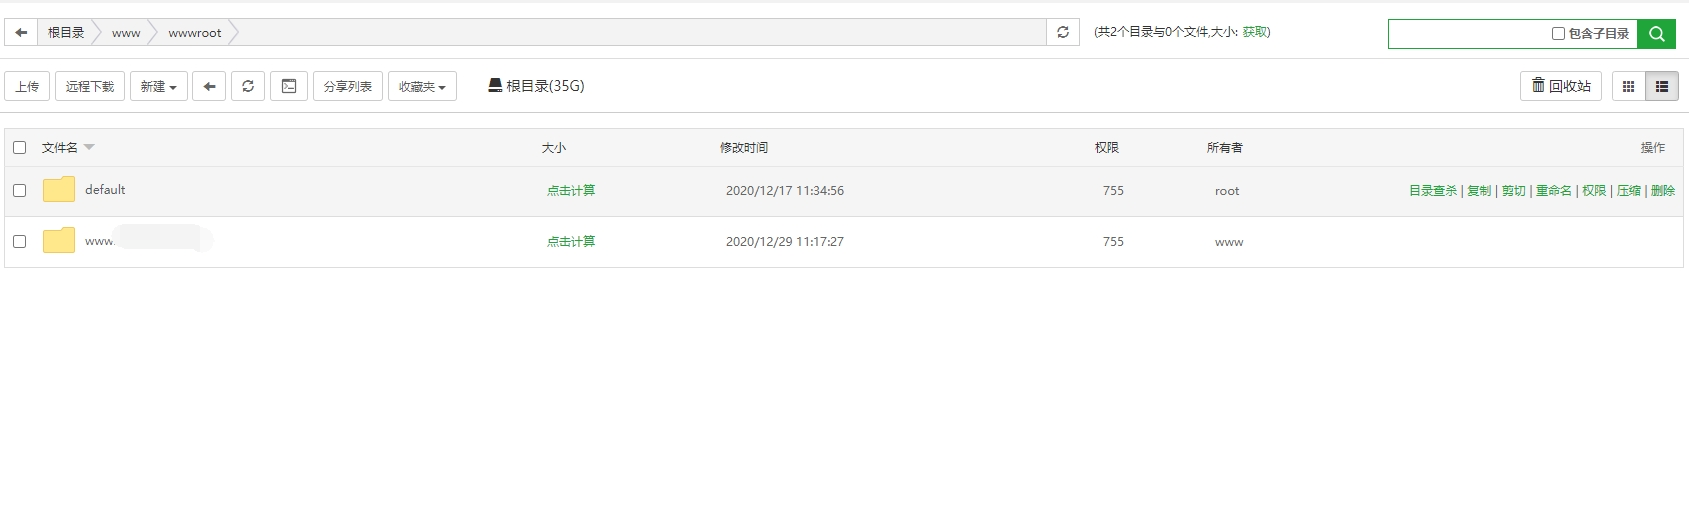 根目录 www wwwroot (共2个目录与0个文件,大小: 获取) 包含子目录
上传 远程下载 新建 分享列表 收藏夹 根目录(35G) 回收站
文件名 大小 修改时间 权限 所有者 操作
default 点击计算 2020/12/17 11:34:56 755 root 目录查杀 | 复制 | 剪切 | 重命名 | 权限 | 压缩 | 删除
www. 点击计算 2020/12/29 11:17:27 755 www